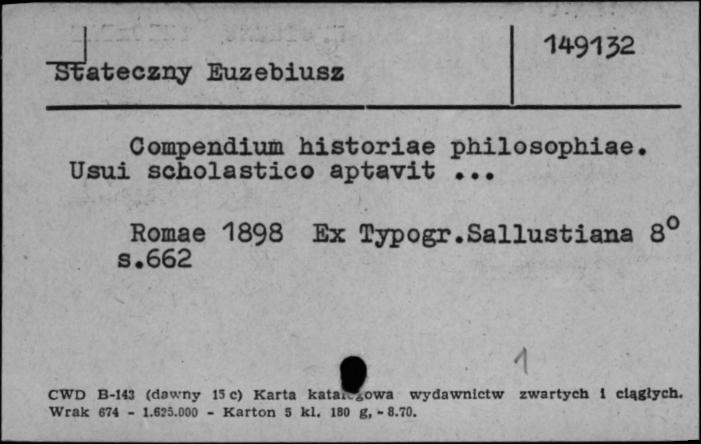 149132
Stateczny Euzebiusz
Compendium historiae philosophiae.
Usui scholastico aptavit ...
Romae 1898 Ex Typogr.Sallustiana 8°
s.662
1
CWD B-143 (dawny 15 c) Karta katalogowa wydawnictw zwartych i ciągłych.
Wrak 674 - 1.625.000 - Karton 5 kl. 180 g, - 8.70.